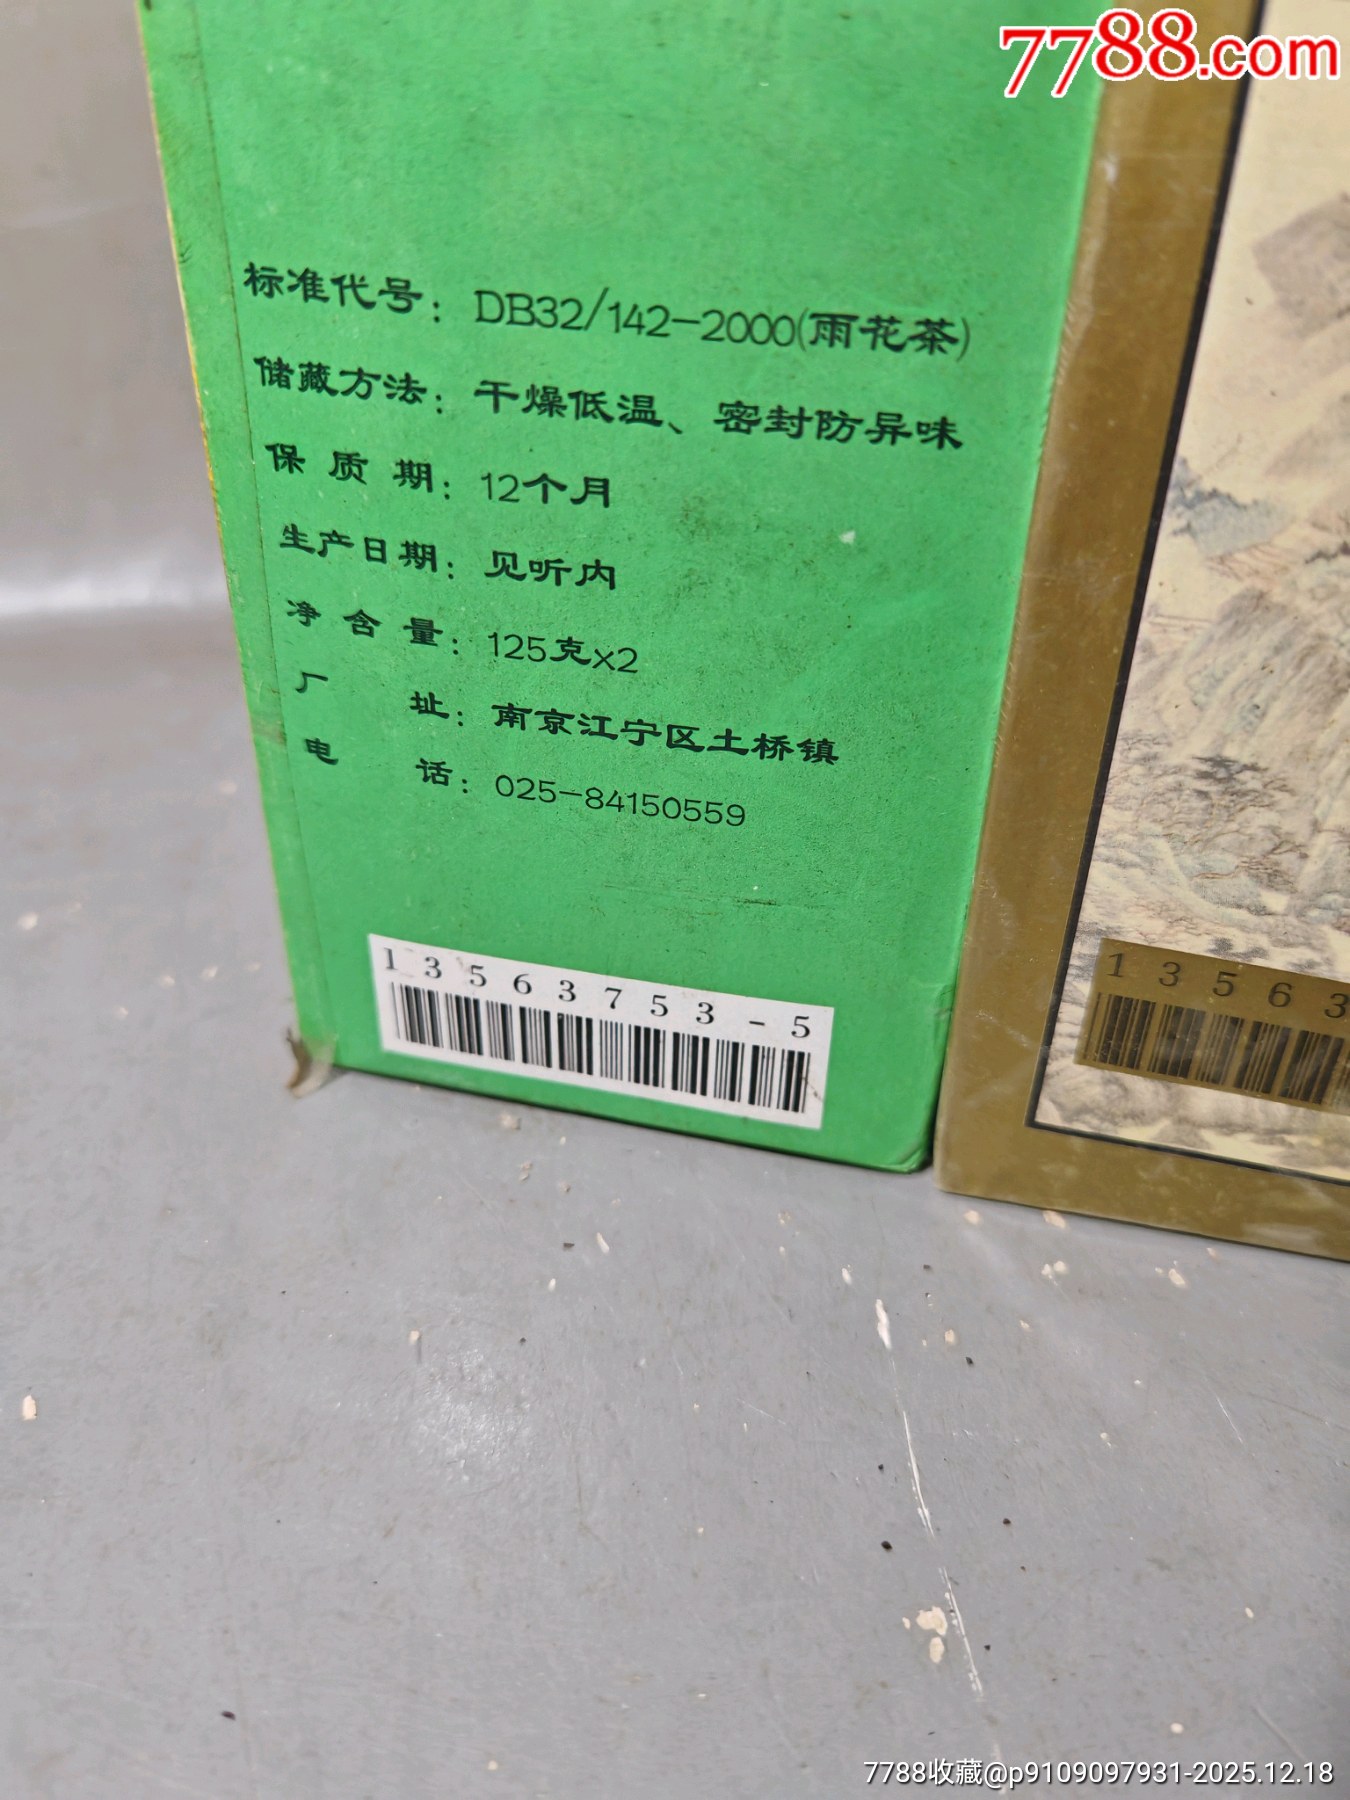 7788.com
标准代号：DB32/142-2000(雨花茶)
储藏方法：干燥低温、密封防异味
保质期：12个月
生产日期：见听内
净含量：125克x2
厂址：南京江宁区土桥镇
电话：025-84150559
13563753-5
13563
7788收藏@p9109097931-2025.12.18